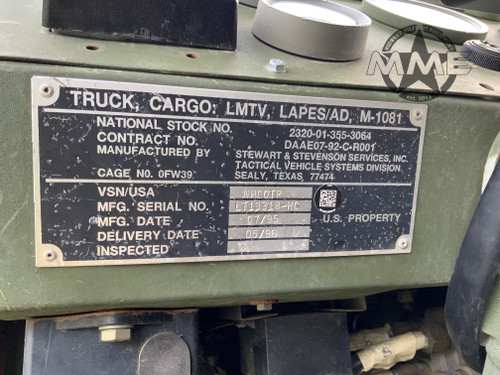 MME
TRUCK, CARGO: LMTV, LAPES/AD, M-1081
NATIONAL STOCK NO. 2320-01-355-3064
CONTRACT NO. DAAE07-92-C-R001
MANUFACTURED BY STEWART & STEVENSON SERVICES, INC.
TACTICAL VEHICLE SYSTEMS DIVISION
CAGE NO. 0FW39 SEALY, TEXAS, 77474
VSN/USA
MFG. SERIAL NO.
MFG. DATE 07/95
DELIVERY DATE 05/96
INSPECTED
U.S. PROPERTY